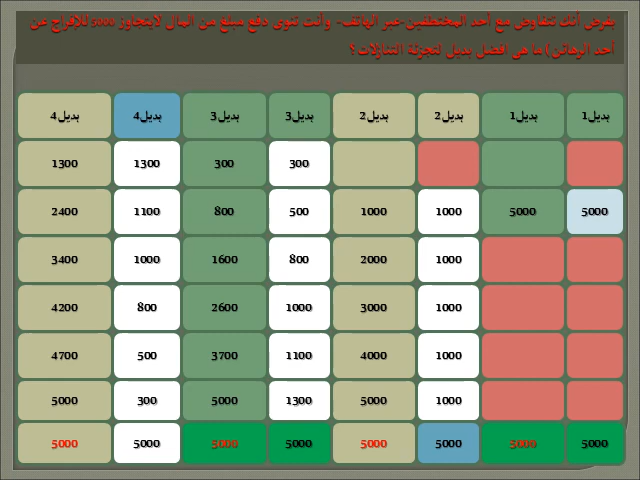 بفرض أنك تتفاوض مع أحد المختطفين -عبر الهاتف- وأنت تنوى دفع مبلغ من المال لايتجاوز 5000 للإفراج عن
أحد الرهائن) ما هى افضل بديل لتجزئة التنازلات؟
بديل1 بديل1 بديل2 بديل2 بديل3 بديل3 بديل4 بديل4
300 300 1300 1300
5000 5000 1000 1000 500 800 1100 2400
1000 2000 800 1600 1000 3400
1000 3000 1000 2600 800 4200
1000 4000 1100 3700 500 4700
1000 5000 1300 5000 300 5000
5000 5000 5000 5000 5000 5000 5000 5000